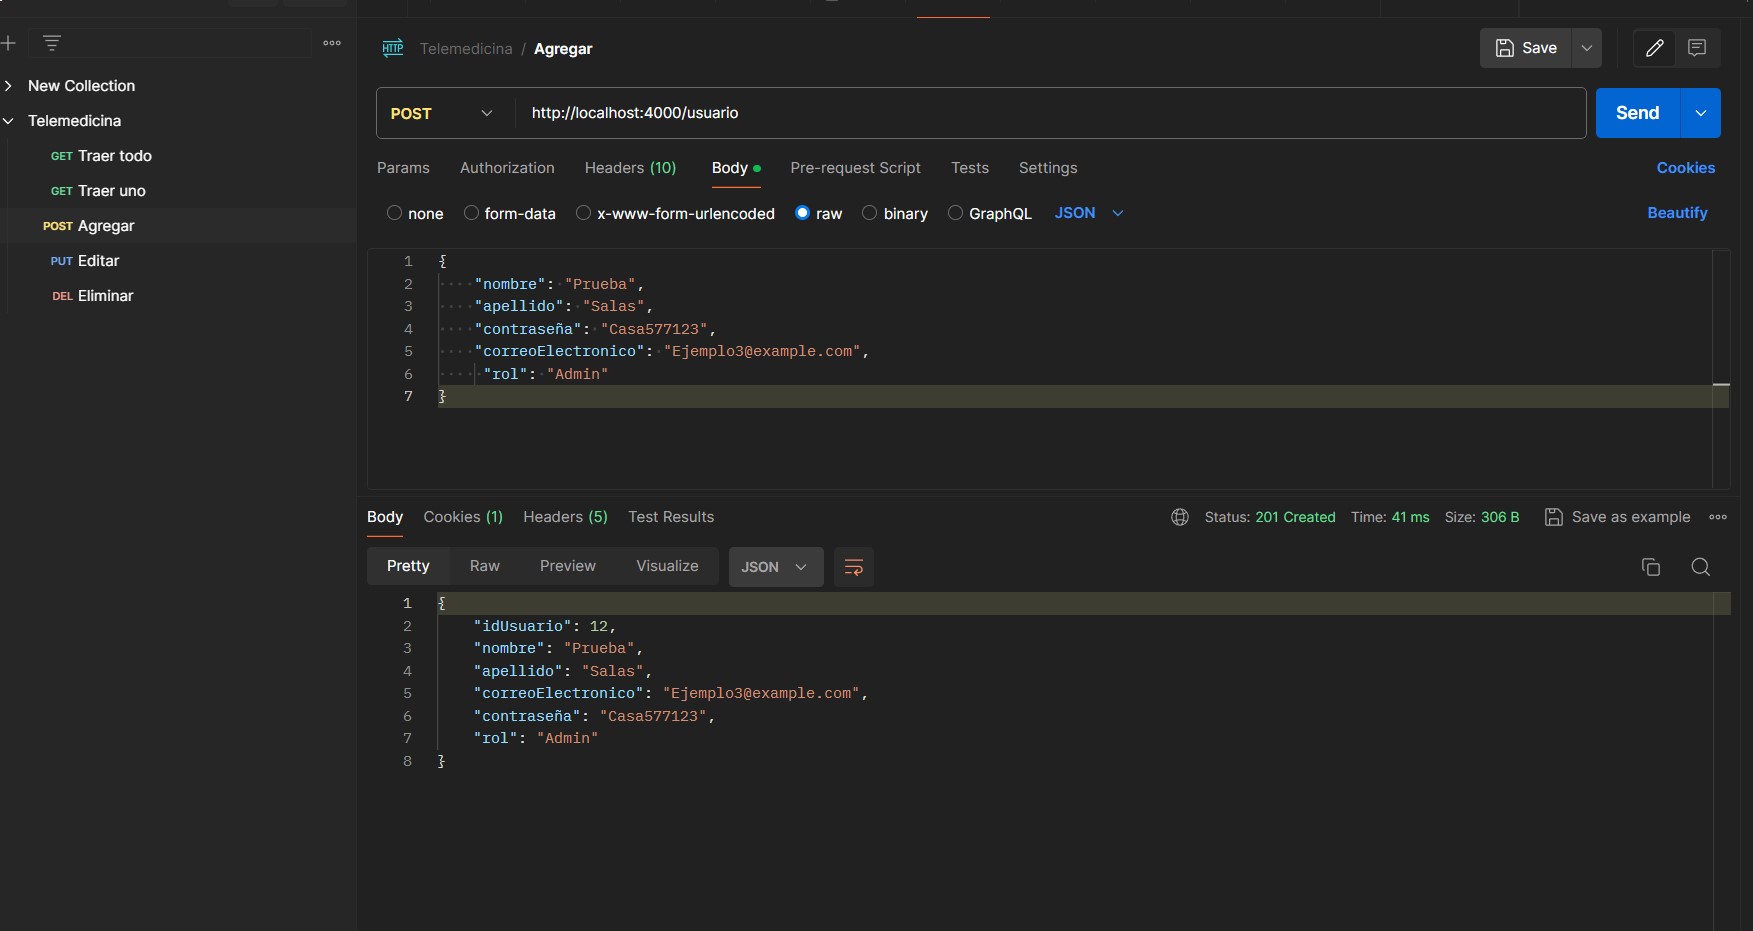 New Collection
Telemedicina
GET Traer todo
GET Traer uno
POST Agregar
PUT Editar
DEL Eliminar
HTTP Telemedicina / Agregar
Save
POST http://localhost:4000/usuario
Send
Params Authorization Headers (10) Body Pre-request Script Tests Settings Cookies
none form-data x-www-form-urlencoded raw binary GraphQL JSON Beautify
1 {
2 "nombre": "Prueba",
3 "apellido": "Salas",
4 "contraseña": "Casa577123",
5 "correoElectronico": "Ejemplo3@example.com",
6 "rol": "Admin"
7 }
Body Cookies (1) Headers (5) Test Results Status: 201 Created Time: 41 ms Size: 306 B Save as example
Pretty Raw Preview Visualize JSON
1 {
2 "idUsuario": 12,
3 "nombre": "Prueba",
4 "apellido": "Salas",
5 "correoElectronico": "Ejemplo3@example.com",
6 "contraseña": "Casa577123",
7 "rol": "Admin"
8 }